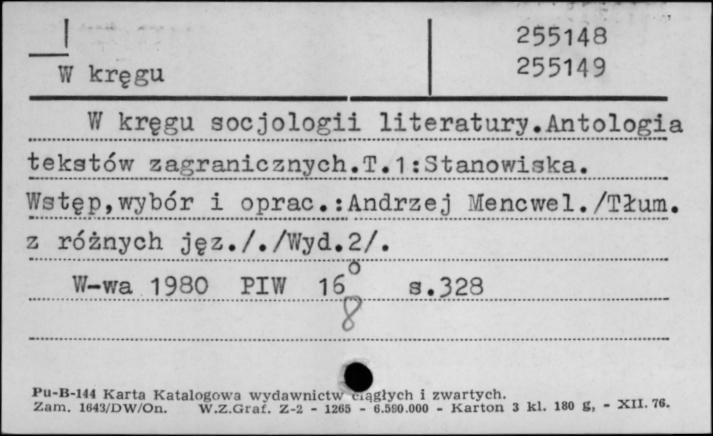 255148
W kręgu 255149
W kręgu socjologii literatury.Antologia
tekstów zagranicznych.T.1:Stanowiska.
Wstęp,wybór i oprac.:Andrzej Mencwel./Tłum.
z różnych jęz./. /Wyd.2/.
W-wa 1980 PIW 16° s.328
8
Pu-B-144 Karta Katalogowa wydawnictw ciągłych i zwartych.
Zam. 1643/DW/On. W.Z.Graf. Z-2 - 1265 - 6.590.000 - Karton 3 kl. 180 g, - XII. 76.